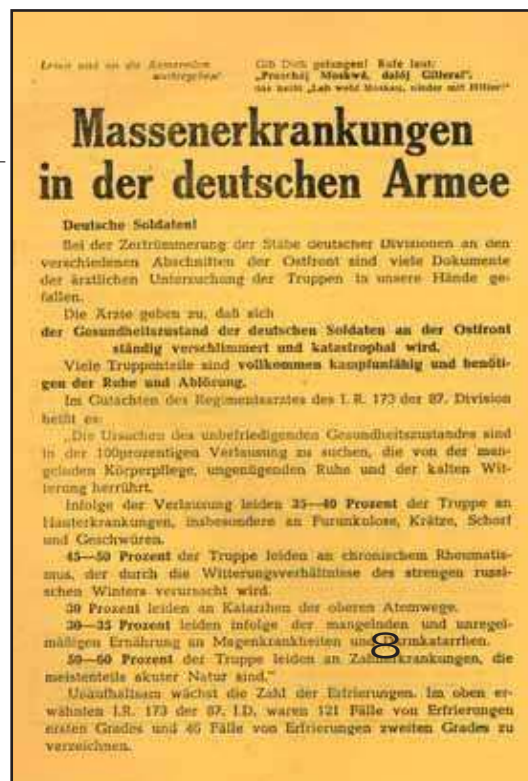 Lesen und an die Kameraden
weitergeben!
Gib Dich gefangen! Rufe laut:
„Praschtschaj Moskwá, dalój Gitlera!",
das heißt „Leb wohl Moskau, nieder mit Hitler!"
Massenerkrankungen
in der deutschen Armee
Deutsche Soldaten!
Bei der Zertrümmerung der Stäbe deutscher Divisionen an den
verschiedenen Abschnitten der Ostfront sind viele Dokumente
der ärztlichen Untersuchung der Truppen in unsere Hände ge-
fallen.
Die Ärzte geben zu, daß sich
der Gesundheitszustand der deutschen Soldaten an der Ostfront
ständig verschlimmert und katastrophal wird.
Viele Truppenteile sind vollkommen kampfunfähig und benöti-
gen der Ruhe und Ablösung.
Im Gutachten des Regimentsarztes des I. R. 173 der 87. Division
heißt es:
„Die Ursachen des unbefriedigenden Gesundheitszustandes sind
in der 100prozentigen Verlausung zu suchen, die von der man-
gelnden Körperpflege, ungenügenden Ruhe und der kalten Wit-
terung herrührt.
Infolge der Verlausung leiden 35—40 Prozent der Truppe an
Hauterkrankungen, insbesondere an Furunkulose, Krätze, Schorf
und Geschwüren.
45—50 Prozent der Truppe leiden an chronischem Rheumatis-
mus, der durch die Witterungsverhältnisse des strengen russi-
schen Winters verursacht wird.
30 Prozent leiden an Katarrhen der oberen Atemwege.
30—35 Prozent leiden infolge der mangelnden und unregel-
mäßigen Ernährung an Magenkrankheiten und Darmkatarrhen.
8
50—60 Prozent der Truppe leiden an Zahnerkrankungen, die
meistenteils akuter Natur sind."
Unaufhaltsam wächst die Zahl der Erfrierungen. Im oben er-
wähnten I.R. 173 der 87. I.D. waren 121 Fälle von Erfrierungen
ersten Grades und 46 Fälle von Erfrierungen zweiten Grades zu
verzeichnen.